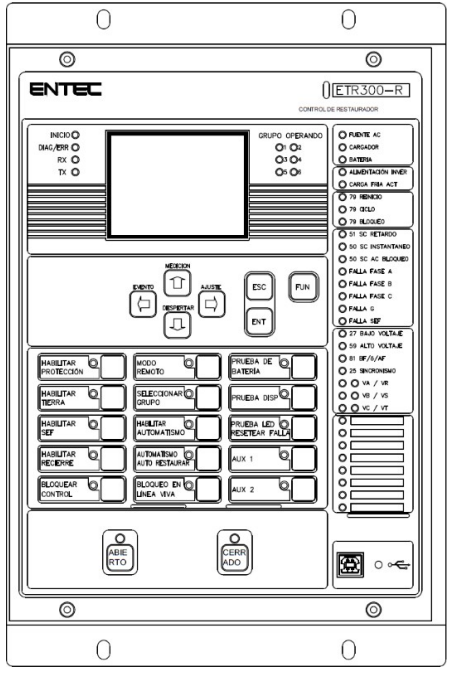 ENTEC
ETR300-R
CONTROL DE RESTAURADOR
INICIO
DIAG/ERR
RX
TX
GRUPO OPERANDO
1 2
3 4
5 6
FUENTE AC
CARGADOR
BATERIA
ALIMENTACIÓN INVER
CARGA FRIA ACT
79 REINICIO
79 CICLO
79 BLOQUEO
51 SC RETARDO
50 SC INSTANTANEO
50 SC AC BLOQUEO
FALLA FASE A
FALLA FASE B
FALLA FASE C
FALLA G
FALLA SEF
27 BAJO VOLTAJE
59 ALTO VOLTAJE
81 BF/S/AF
25 SINCRONISMO
VA / VR
VB / VS
VC / VT
MEDICION
EVENTO
AJUSTE
DESPERTAR
ESC
FUN
ENT
HABILITAR
PROTECCIÓN
MODO
REMOTO
PRUEBA DE
BATERIA
HABILITAR
TIERRA
SELECCIONAR
GRUPO
PRUEBA DISP
HABILITAR
SEF
HABILITAR
AUTOMATISMO
PRUEBA LED
RESETEAR FALLA
HABILITAR
RECIERRE
AUTOMATISMO
AUTO RESTAURAR
AUX 1
BLOQUEAR
CONTROL
BLOQUEO EN
LÍNEA VIVA
AUX 2
ABIE
RTO
CERR
ADO